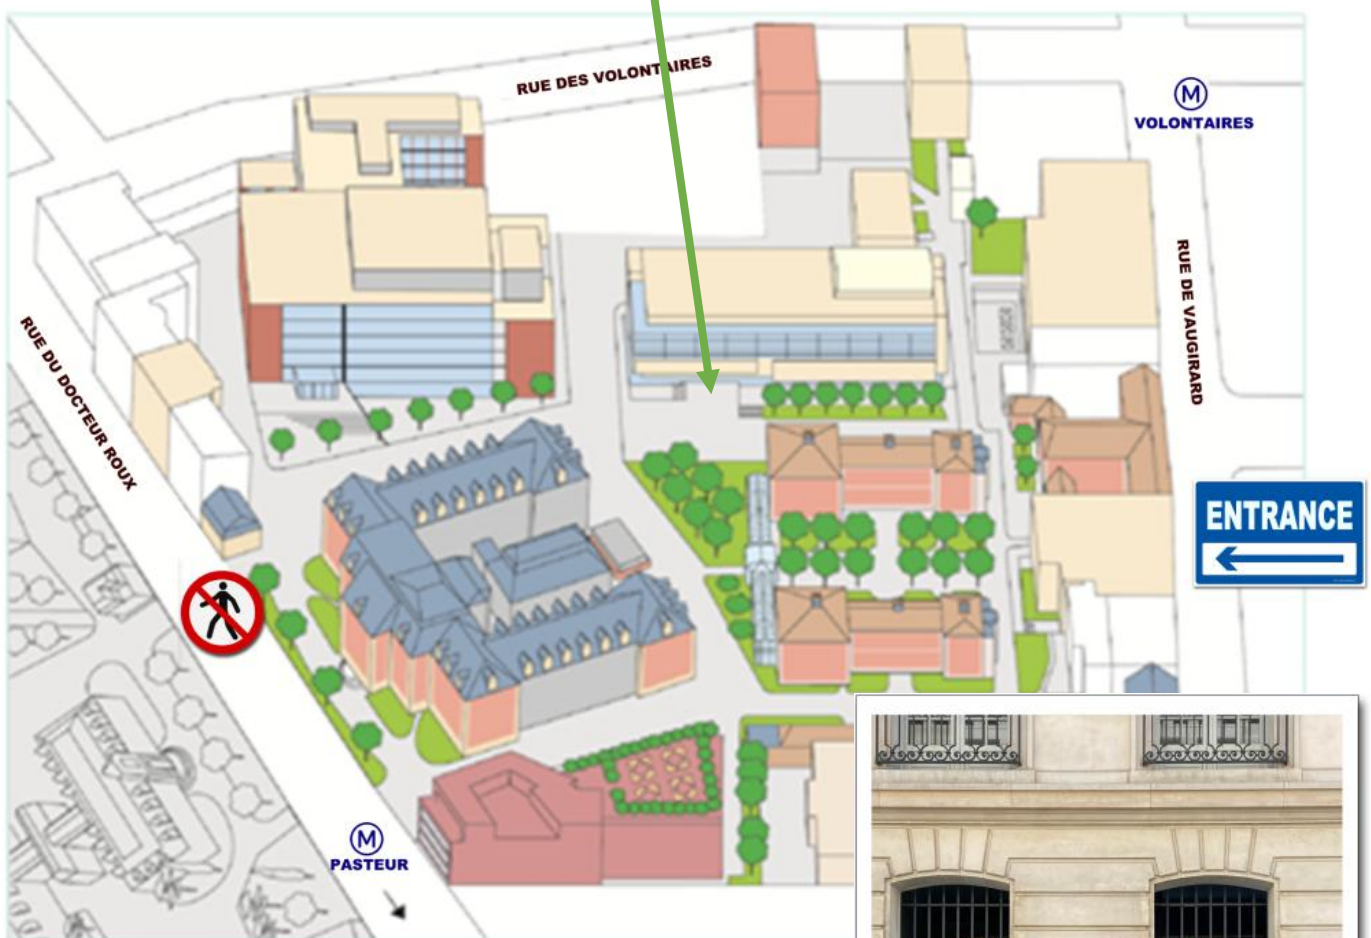 RUE DES VOLONTAIRES
M
VOLONTAIRES
RUE DE VAUGIRARD
RUE DU DOCTEUR ROUX
ENTRANCE
M
PASTEUR